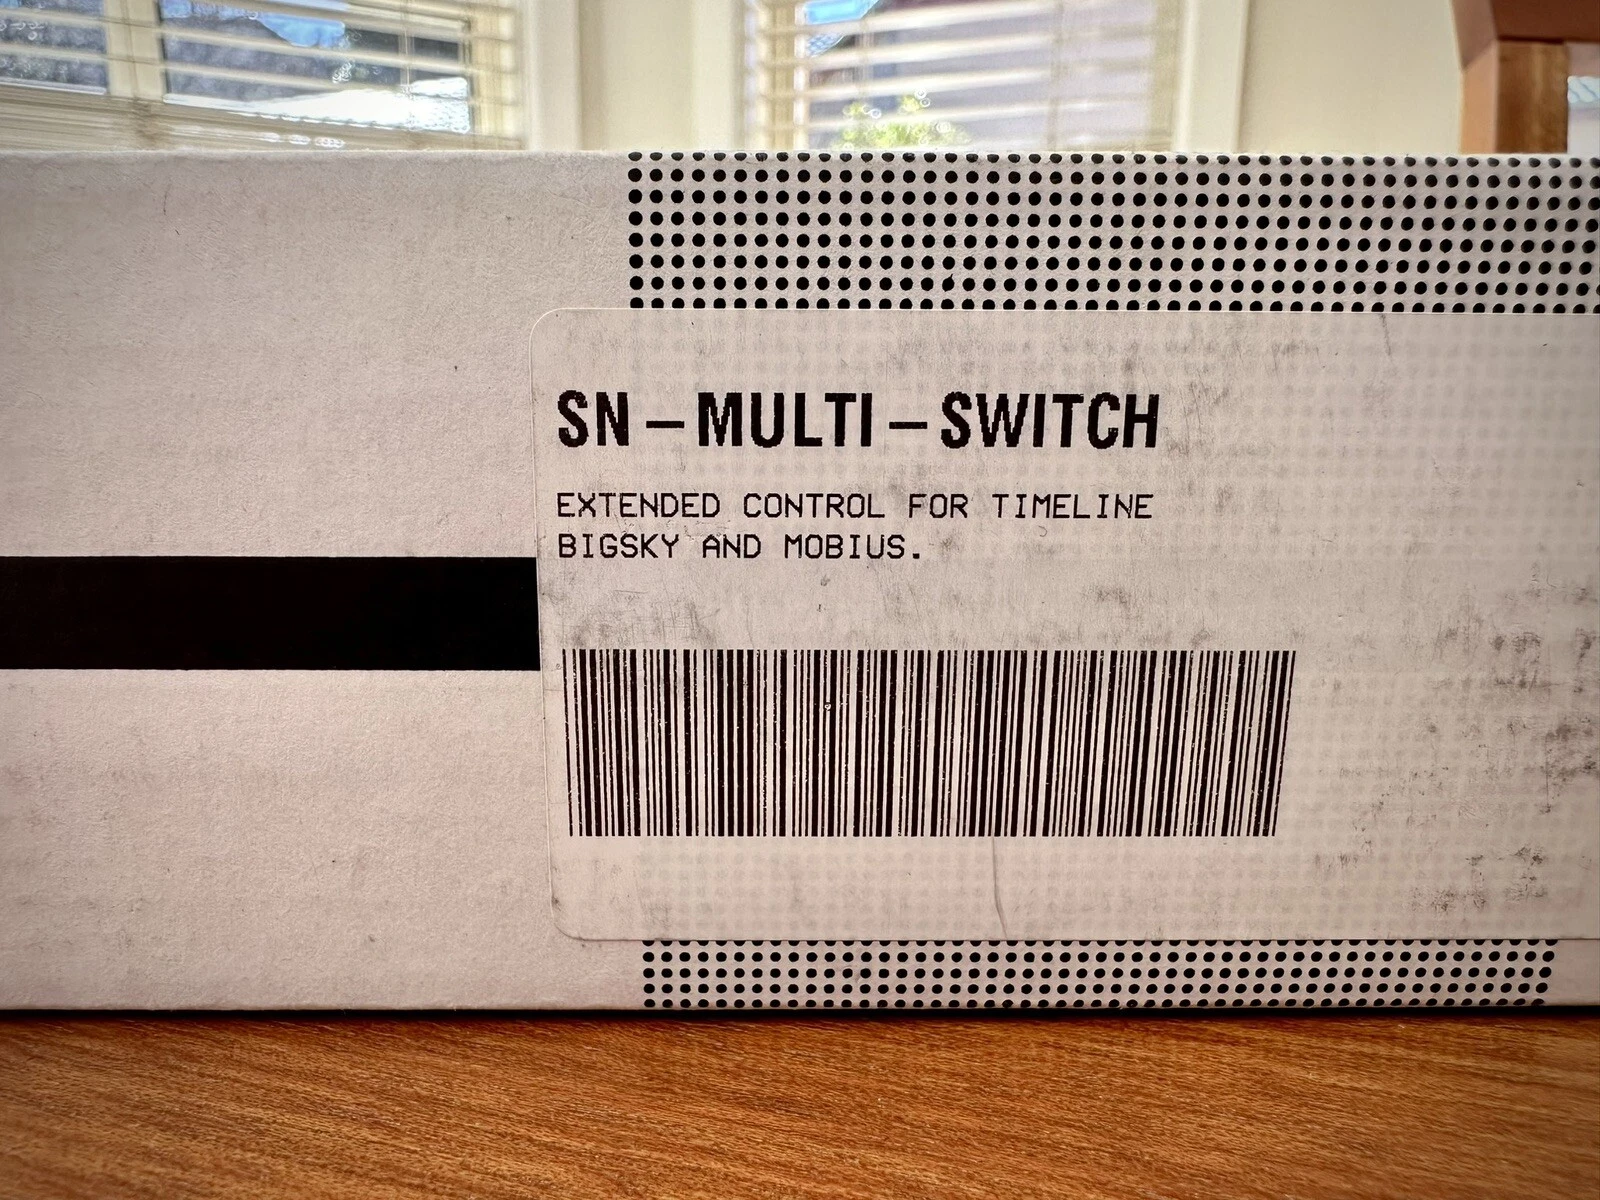 SN-MULTI-SWITCH
EXTENDED CONTROL FOR TIMELINE
BIGSKY AND MOBIUS.